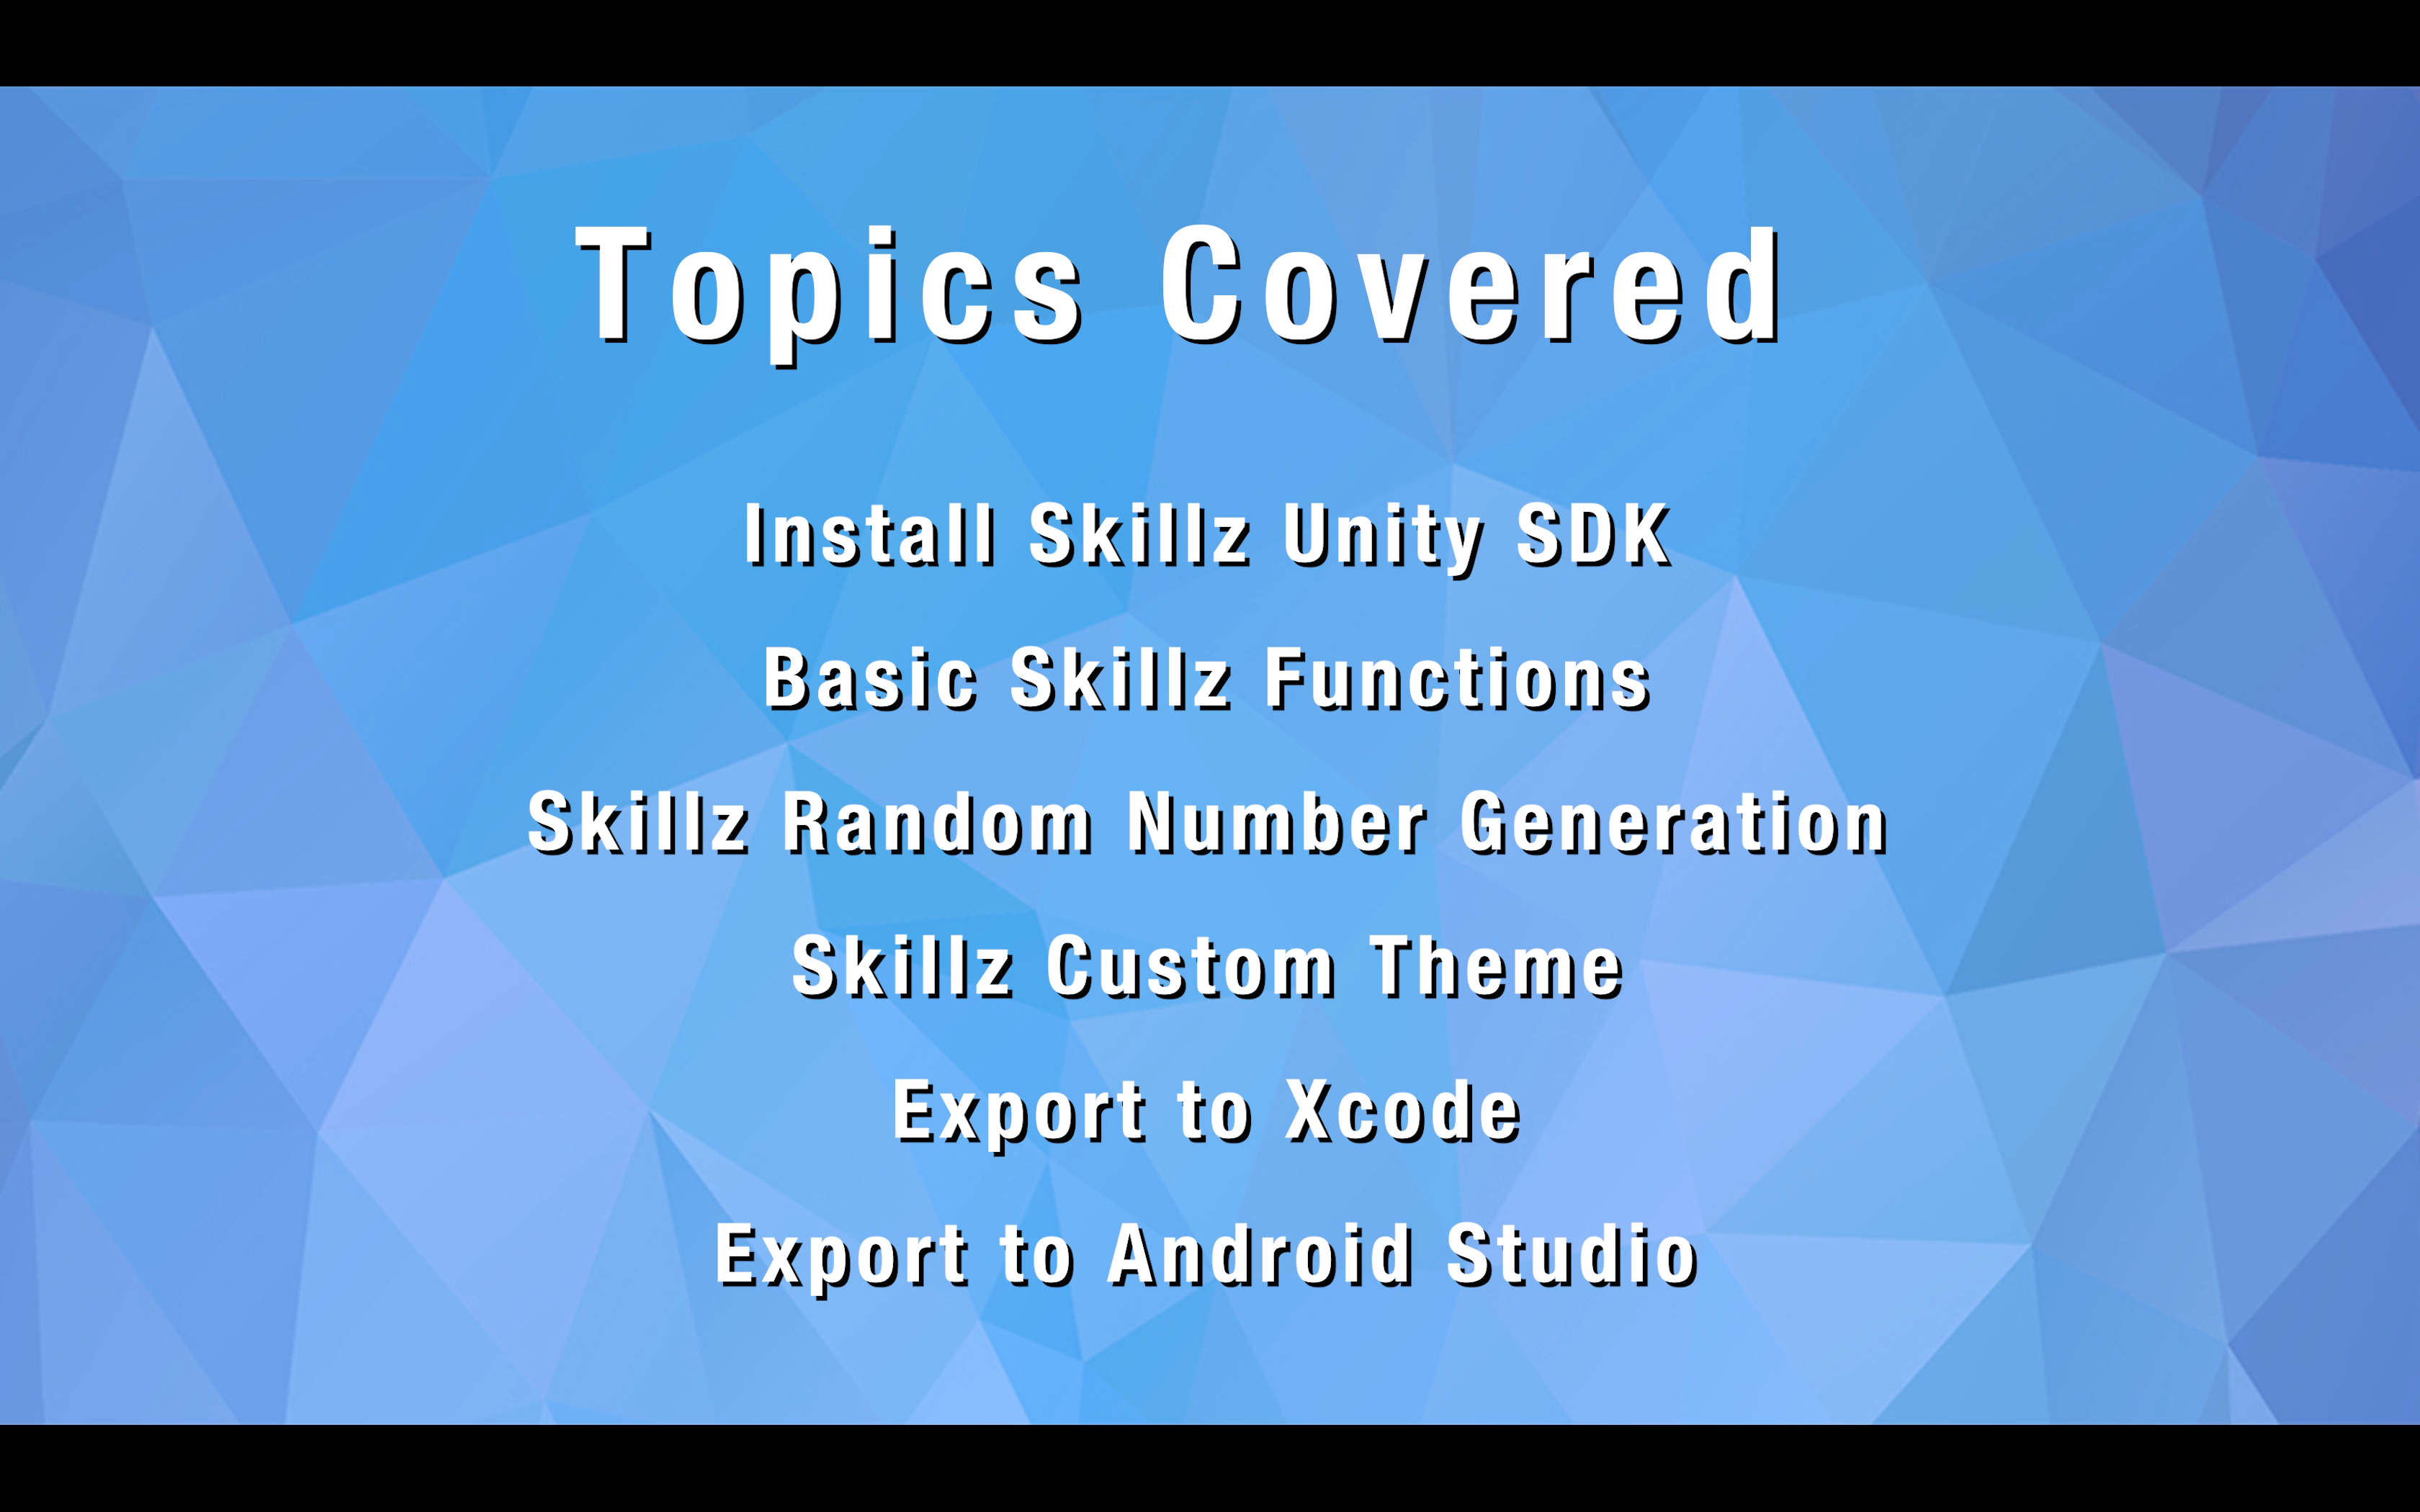 Topics Covered
Install Skillz Unity SDK
Basic Skillz Functions
Skillz Random Number Generation
Skillz Custom Theme
Export to Xcode
Export to Android Studio